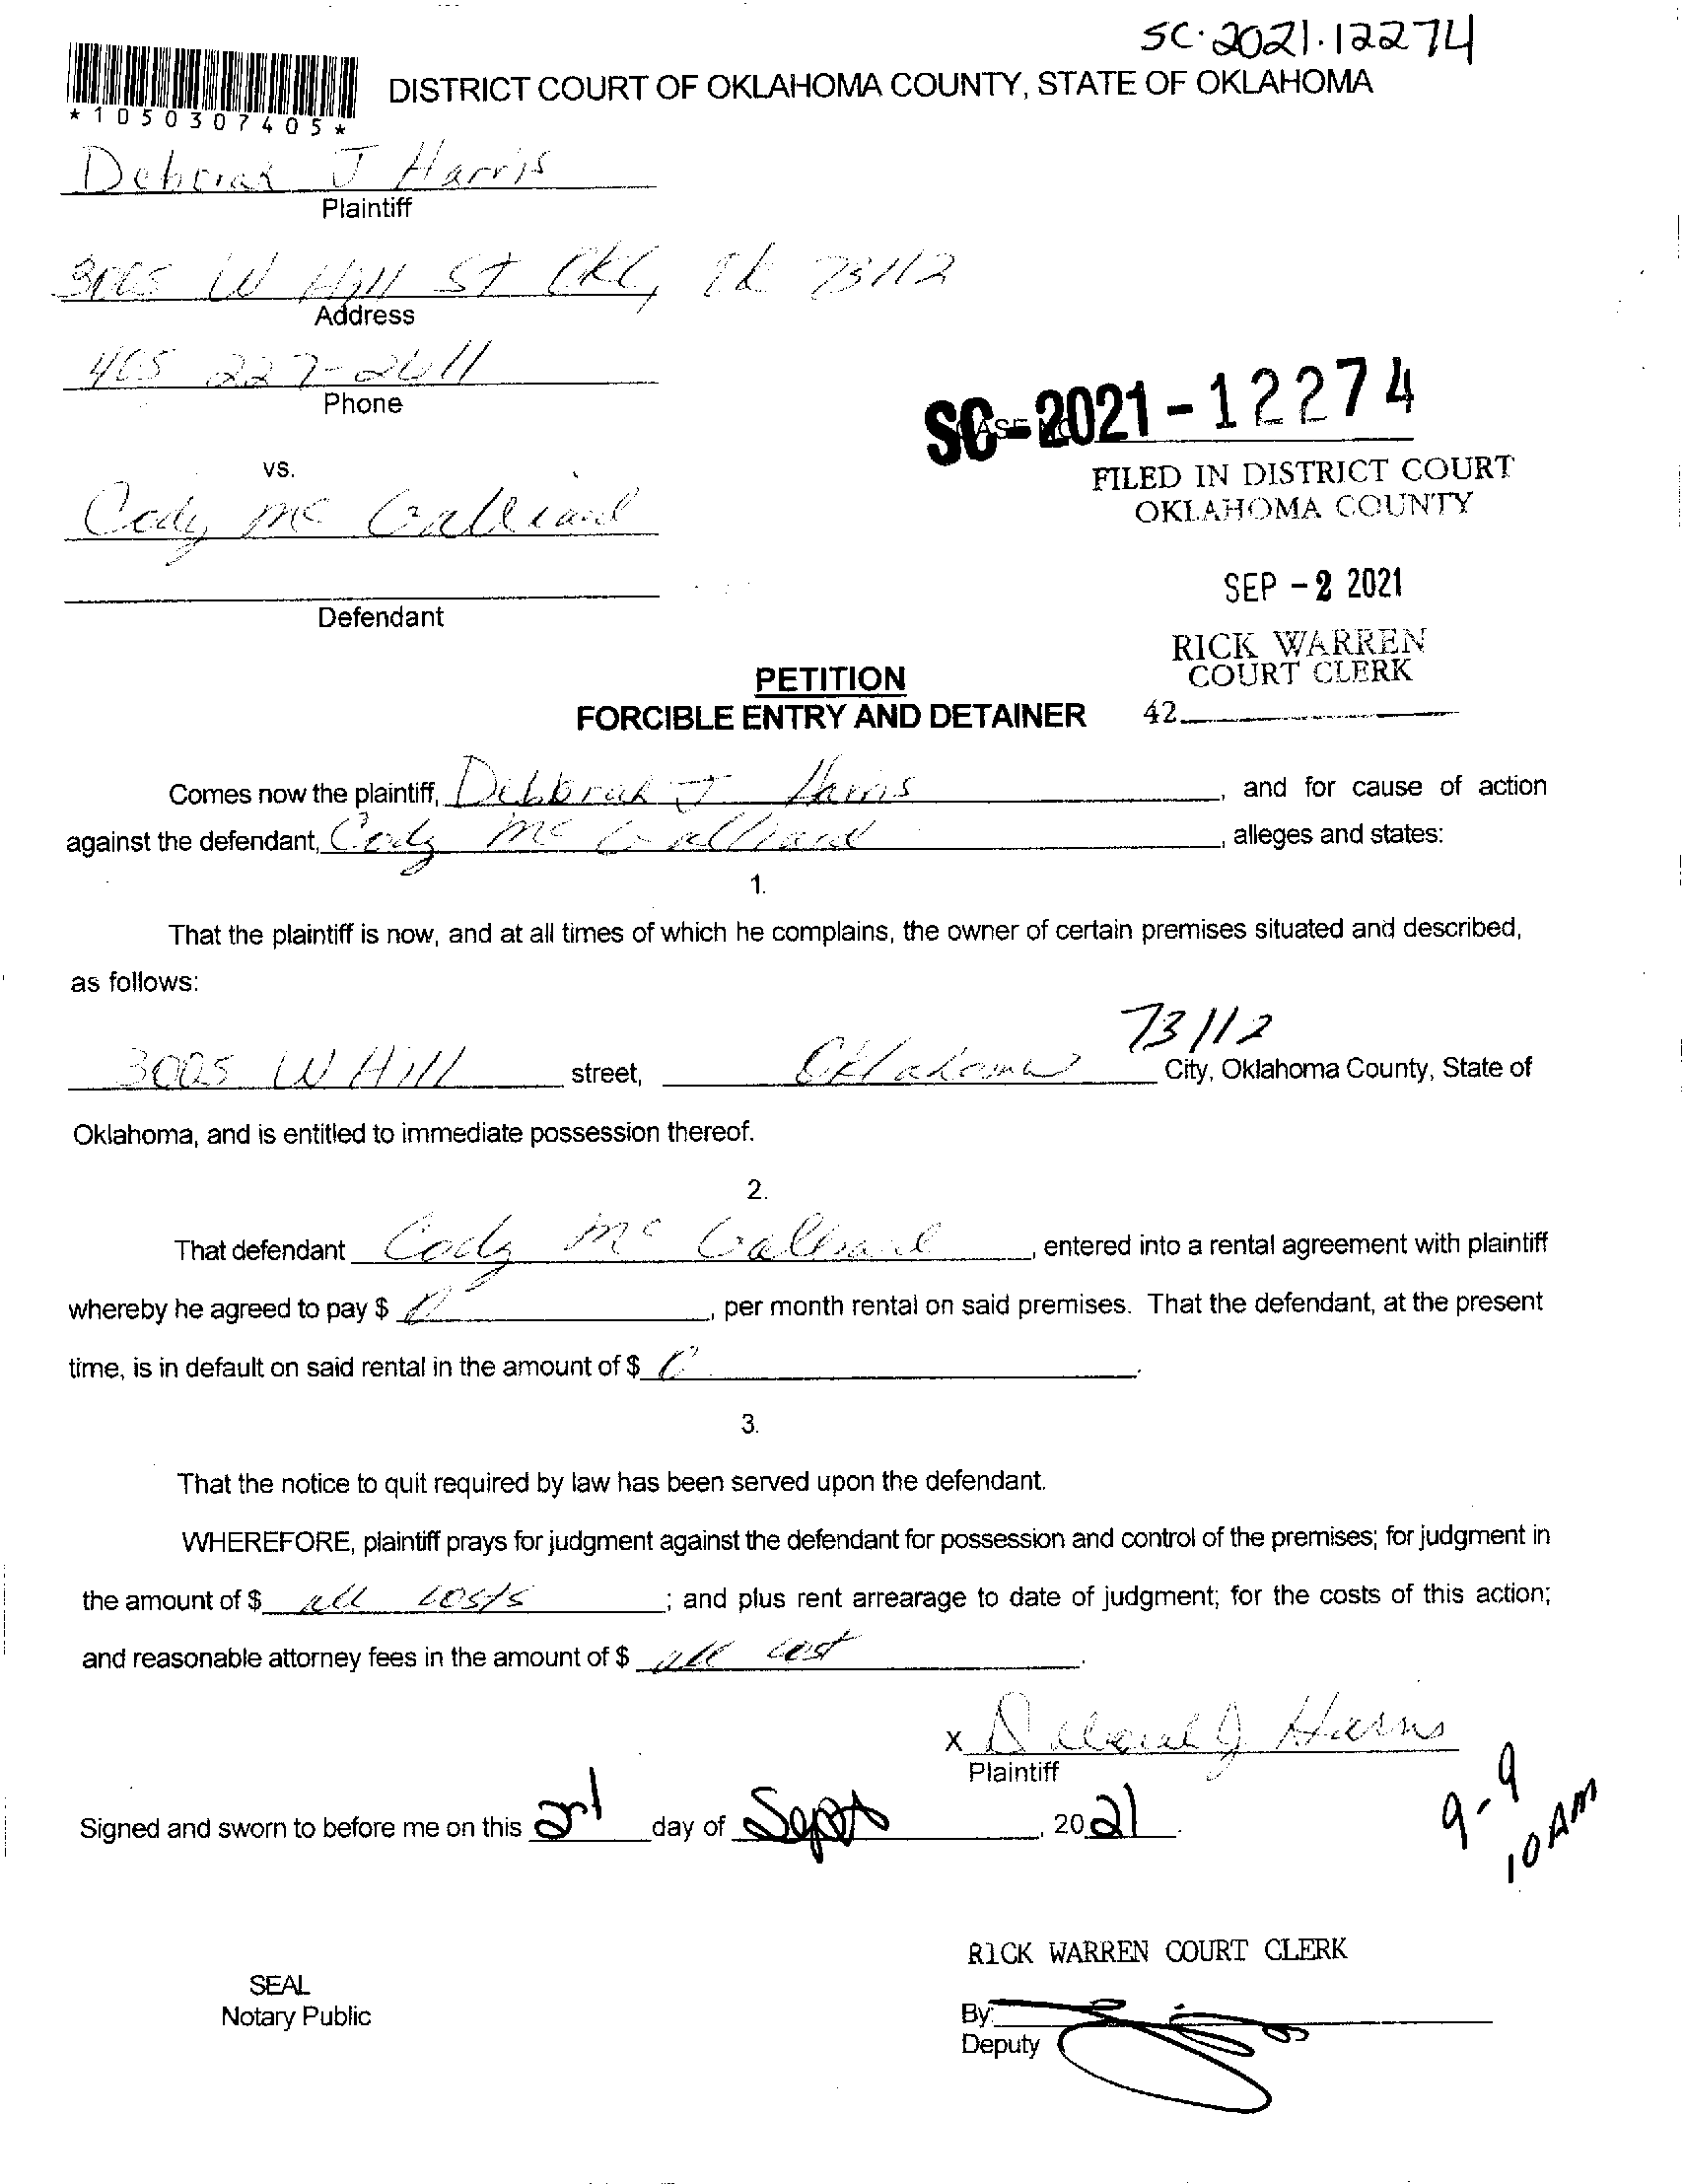 SC-2021-12274
DISTRICT COURT OF OKLAHOMA COUNTY, STATE OF OKLAHOMA
*1050307405*
Deborah J Harris
Plaintiff
3005 W Hill St OKC, Ok 73112
Address
405 227-2611
Phone
SC-2021-12274
vs.
FILED IN DISTRICT COURT
OKLAHOMA COUNTY
Cody Mc Galliard
SEP -2 2021
Defendant
RICK WARREN
COURT CLERK
42
PETITION
FORCIBLE ENTRY AND DETAINER
Comes now the plaintiff, Debborah J Harris, and for cause of action
against the defendant, Cody Mc Galliard, alleges and states:
1.
That the plaintiff is now, and at all times of which he complains, the owner of certain premises situated and described,
as follows:
73112
3005 W Hill street, Oklahoma City, Oklahoma County, State of
Oklahoma, and is entitled to immediate possession thereof.
2.
That defendant Cody Mc Galliard, entered into a rental agreement with plaintiff
whereby he agreed to pay $ 0, per month rental on said premises. That the defendant, at the present
time, is in default on said rental in the amount of $ 0.
3.
That the notice to quit required by law has been served upon the defendant.
WHEREFORE, plaintiff prays for judgment against the defendant for possession and control of the premises; for judgment in
the amount of $ all costs; and plus rent arrearage to date of judgment; for the costs of this action;
and reasonable attorney fees in the amount of $ all cost.
X Deborah J Harris
Plaintiff
Signed and sworn to before me on this 2nd day of Sept, 2021.
9-9
10 AM
RICK WARREN COURT CLERK
SEAL
Notary Public
By:
Deputy